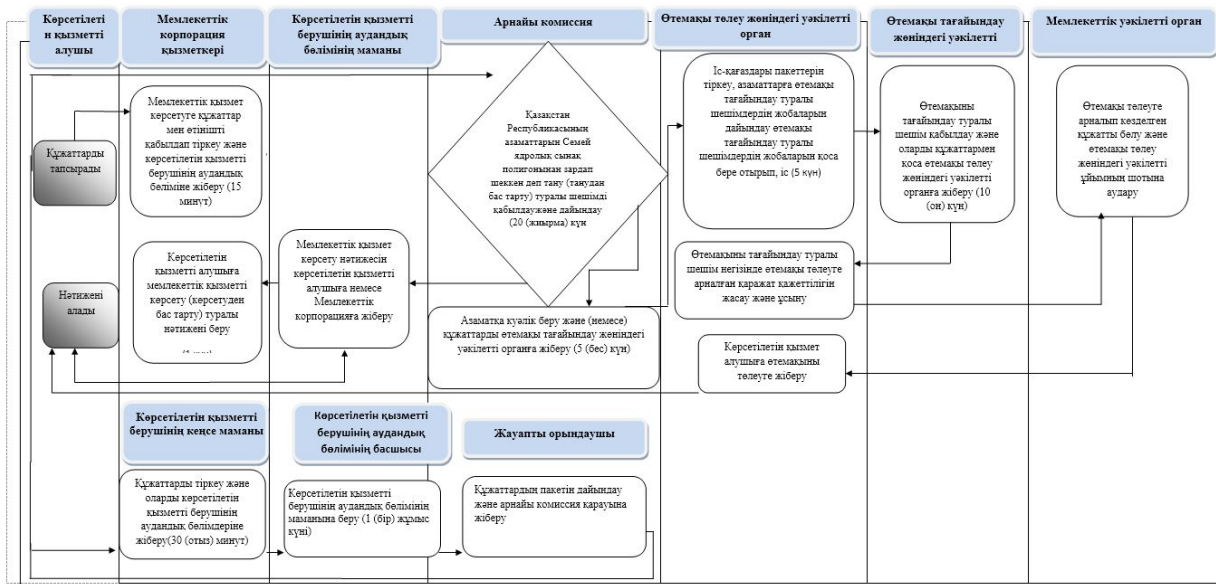 Көрсетілеті
н қызметті
алушы
Мемлекеттік
корпорация
қызметкері
Көрсетілетін қызметті
берушінің аудандық
бөлімінің маманы
Арнайы комиссия
Өтемақы төлеу жөніндегі уәкілетті
орган
Өтемақы тағайындау
жөніндегі уәкілетті
Мемлекеттік уәкілетті орган
Құжаттарды
тапсырады
Мемлекеттік қызмет
көрсетуге құжаттар
мен өтінішті
қабылдап тіркеу және
көрсетілетін қызметті
берушінің аудандық
бөліміне жіберу (15
минут)
Қазақстан
Республикасының
азаматтарын Семей
ядролық сынақ
полигонынан зардап
шеккен деп тану (танудан
бас тарту) туралы шешімді
қабылдаужәне дайындау
(20 (жиырма) күн
Іс-қағаздары пакеттерін
тіркеу, азаматтарға өтемақы
тағайындау туралы
шешімдердің жобаларын
дайындау өтемақы
тағайындау туралы
шешімдердің жобаларын қоса
бере отырып, іс (5 күн)
Өтемақыны
тағайындау туралы
шешім қабылдау және
оларды құжаттармен
қоса өтемақы төлеу
жөніндегі уәкілетті
органға жіберу (10
(он) күн)
Өтемақы төлеуге
арналып көзделген
құжатты бөлу және
өтемақы төлеу
жөніндегі уәкілетті
ұйымның шотына
аудару
Нәтижені
алады
Көрсетілетін
қызметті алушыға
мемлекеттік қызметті
көрсету (көрсетуден
бас тарту) туралы
нәтижені беру
Мемлекеттік қызмет
көрсету нәтижесін
көрсетілетін қызметті
алушыға немесе
Мемлекеттік
корпорацияға жіберу
Азаматқа куәлік беру және (немесе)
құжаттарды өтемақы тағайындау жөніндегі
уәкілетті органға жіберу (5 (бес) күн)
Өтемақыны тағайындау туралы
шешім негізінде өтемақы төлеуге
арналған қаражат қажеттілігін
жасау және ұсыну
Көрсетілетін қызмет
алушыға өтемақыны
төлеуге жіберу
Көрсетілетін қызметті
берушінің кеңсе маманы
Көрсетілетін қызметті
берушінің аудандық
бөлімінің басшысы
Жауапты орындаушы
Құжаттарды тіркеу және
оларды көрсетілетін
қызметті берушінің
аудандық бөлімдеріне
жіберу(30 (отыз) минут)
Көрсетілетін қызметті
берушінің аудандық бөлімінің
маманына беру (1 (бір) жұмыс
күні)
Құжаттардың пакетін дайындау
және арнайы комиссия қарауына
жіберу